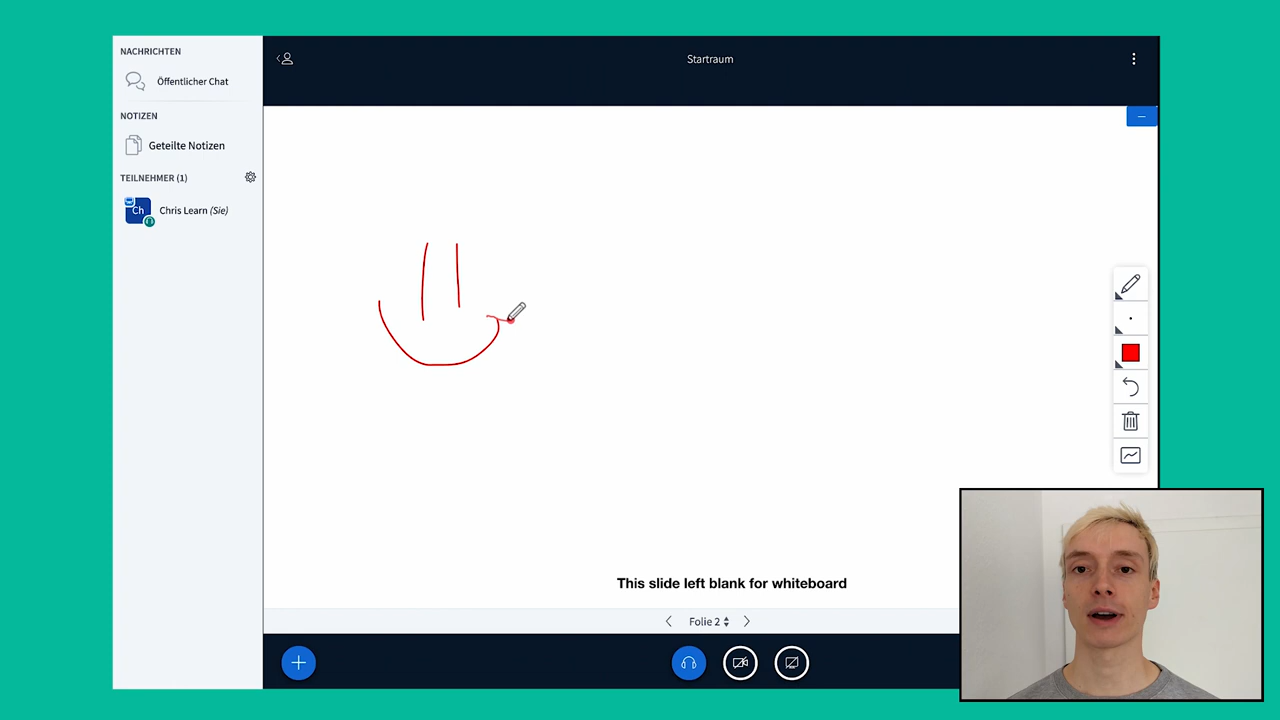 NACHRICHTEN
Öffentlicher Chat
NOTIZEN
Geteilte Notizen
TEILNEHMER (1)
Ch
Chris Learn (Sie)
Startraum
This slide left blank for whiteboard
Folie 2